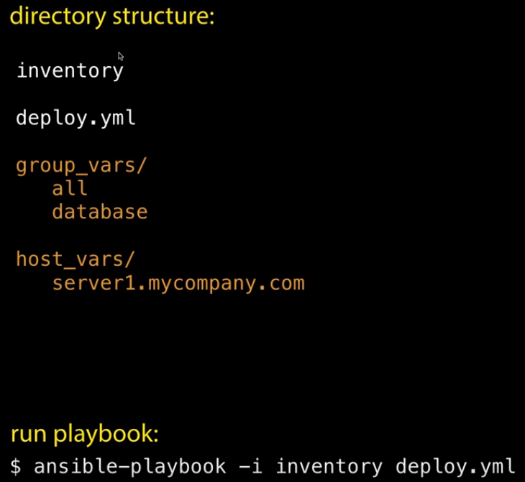 directory structure:
inventory
deploy.yml
group_vars/
all
database
host_vars/
server1.mycompany.com
run playbook:
$ ansible-playbook -i inventory deploy.yml